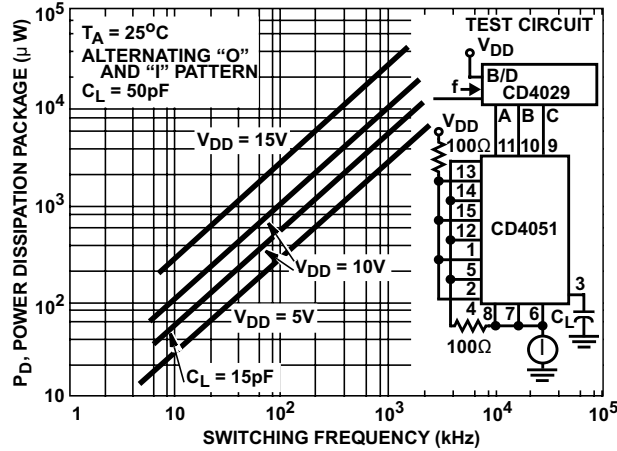 T_A = 25°C
ALTERNATING “O”
AND “I” PATTERN
C_L = 50pF
V_DD = 15V
V_DD = 10V
V_DD = 5V
C_L = 15pF
P_D, POWER DISSIPATION PACKAGE (µ W)
10^5
10^4
10^3
10^2
10
1 10 10^2 10^3 10^4 10^5
SWITCHING FREQUENCY (kHz)
TEST CIRCUIT
V_DD
B/D
f
CD4029
A B C
V_DD
100Ω
11 10 9
13
14
15
12
1
5
2
CD4051
3
4 8 7 6 C_L
100Ω
I